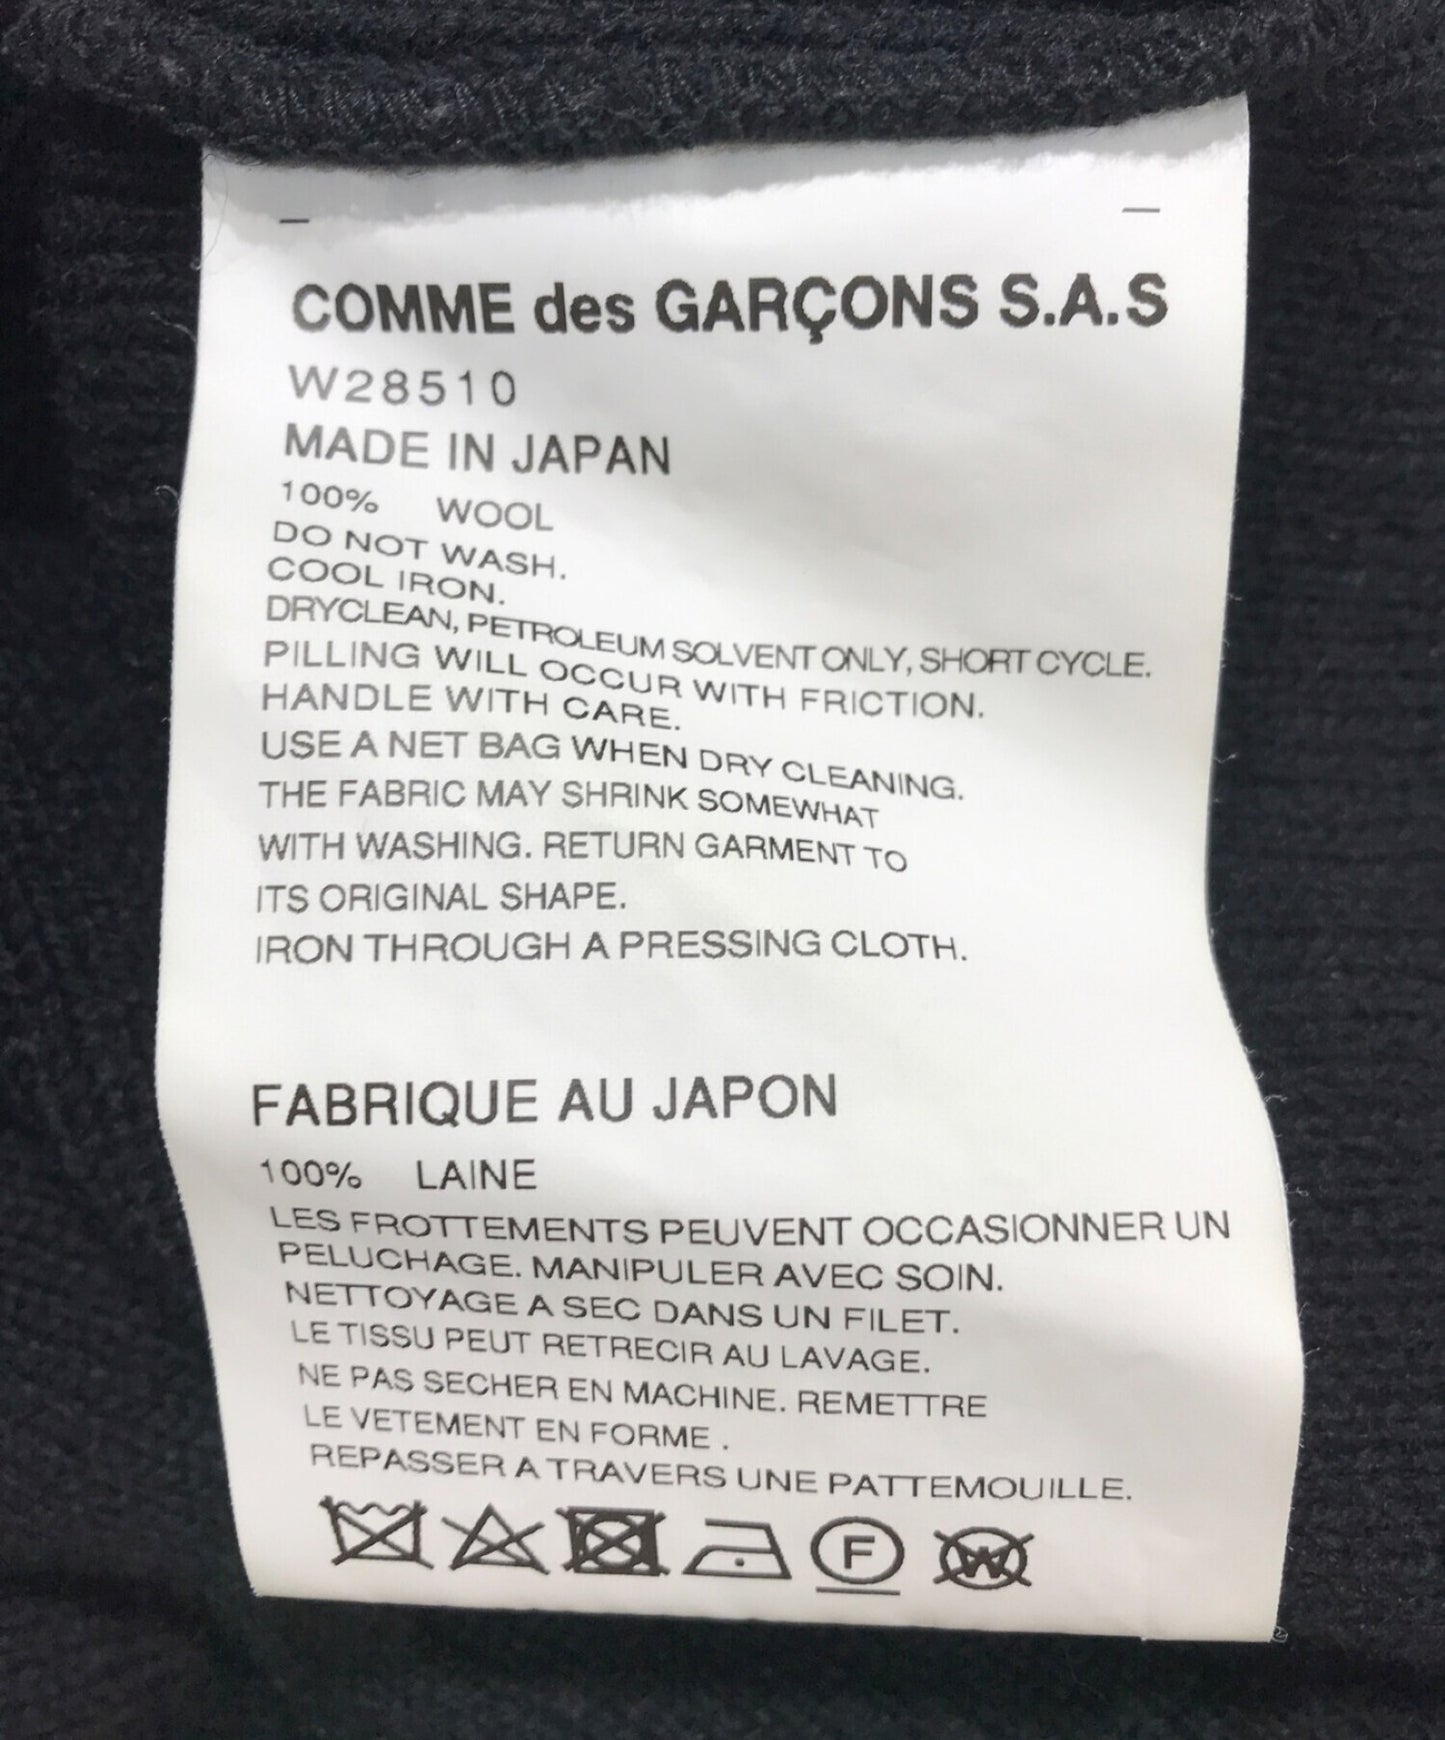 COMME des GARÇONS S.A.S
W28510
MADE IN JAPAN
100% WOOL
DO NOT WASH.
COOL IRON.
DRYCLEAN, PETROLEUM SOLVENT ONLY, SHORT CYCLE.
PILLING WILL OCCUR WITH FRICTION.
HANDLE WITH CARE.
USE A NET BAG WHEN DRY CLEANING.
THE FABRIC MAY SHRINK SOMEWHAT
WITH WASHING. RETURN GARMENT TO
ITS ORIGINAL SHAPE.
IRON THROUGH A PRESSING CLOTH.
FABRIQUE AU JAPON
100% LAINE
LES FROTTEMENTS PEUVENT OCCASIONNER UN
PELUCHAGE. MANIPULER AVEC SOIN.
NETTOYAGE A SEC DANS UN FILET.
LE TISSU PEUT RETRECIR AU LAVAGE.
NE PAS SECHER EN MACHINE. REMETTRE
LE VETEMENT EN FORME .
REPASSER A TRAVERS UNE PATTEMOUILLE.
F W